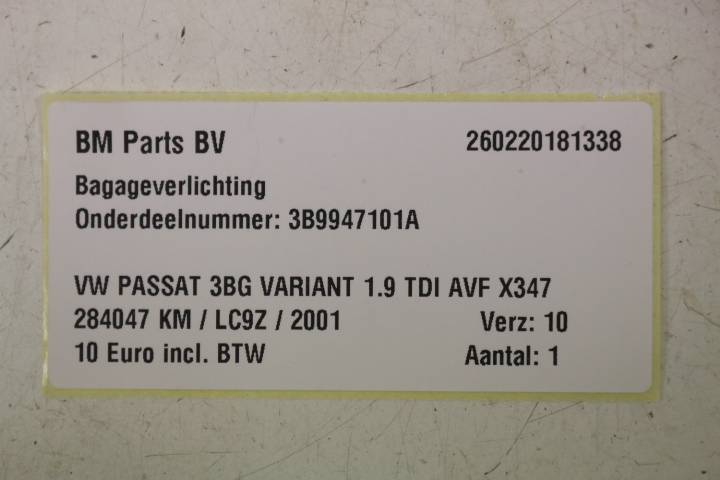 BM Parts BV 260220181338
Bagageverlichting
Onderdeelnummer: 3B9947101A
VW PASSAT 3BG VARIANT 1.9 TDI AVF X347
284047 KM / LC9Z / 2001 Verz: 10
10 Euro incl. BTW Aantal: 1